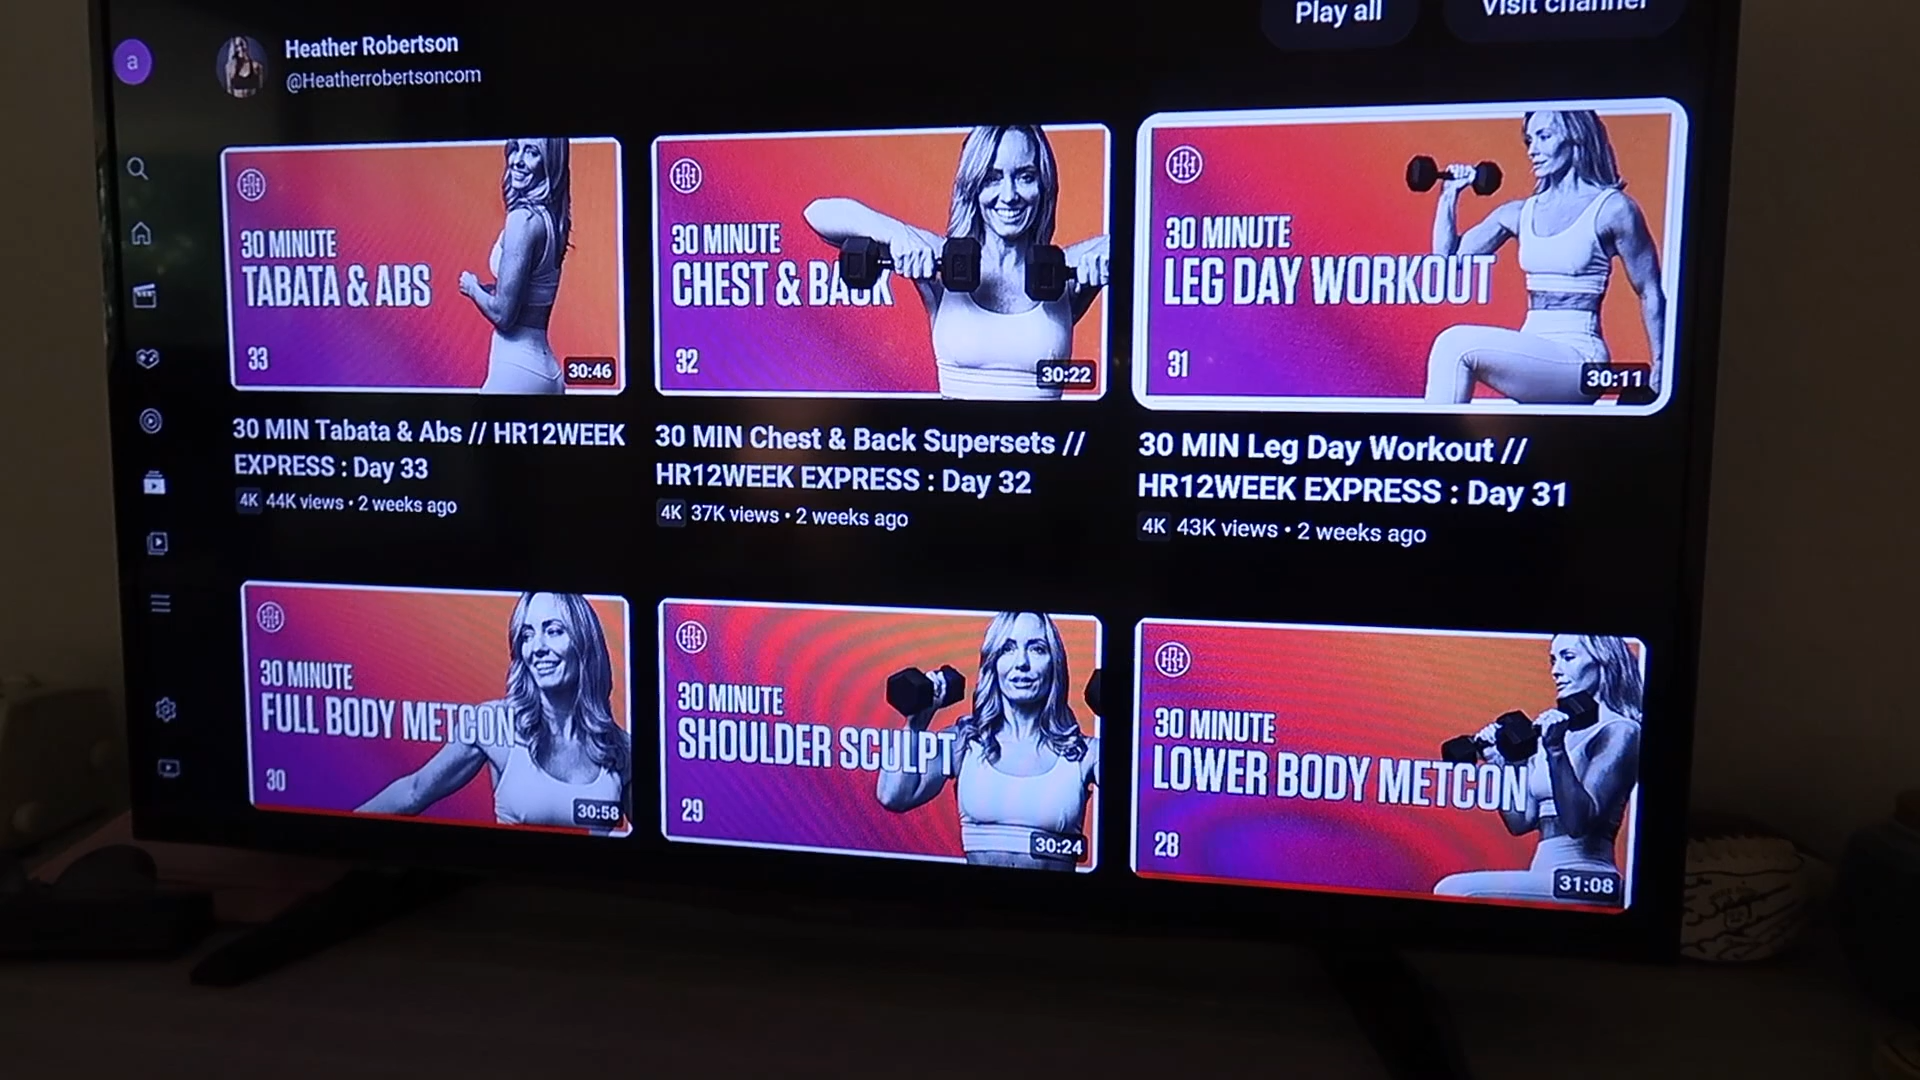 Play all
Visit channel
a
Heather Robertson
@Heatherrobertsoncom
30 MINUTE
TABATA & ABS
33
30:46
30 MIN Tabata & Abs // HR12WEEK
EXPRESS : Day 33
4K 44K views • 2 weeks ago
30 MINUTE
CHEST & BACK
32
30:22
30 MIN Chest & Back Supersets //
HR12WEEK EXPRESS : Day 32
4K 37K views • 2 weeks ago
30 MINUTE
LEG DAY WORKOUT
31
30:11
30 MIN Leg Day Workout //
HR12WEEK EXPRESS : Day 31
4K 43K views • 2 weeks ago
30 MINUTE
FULL BODY METCON
30
30:58
30 MINUTE
SHOULDER SCULPT
29
30:24
30 MINUTE
LOWER BODY METCON
28
31:08